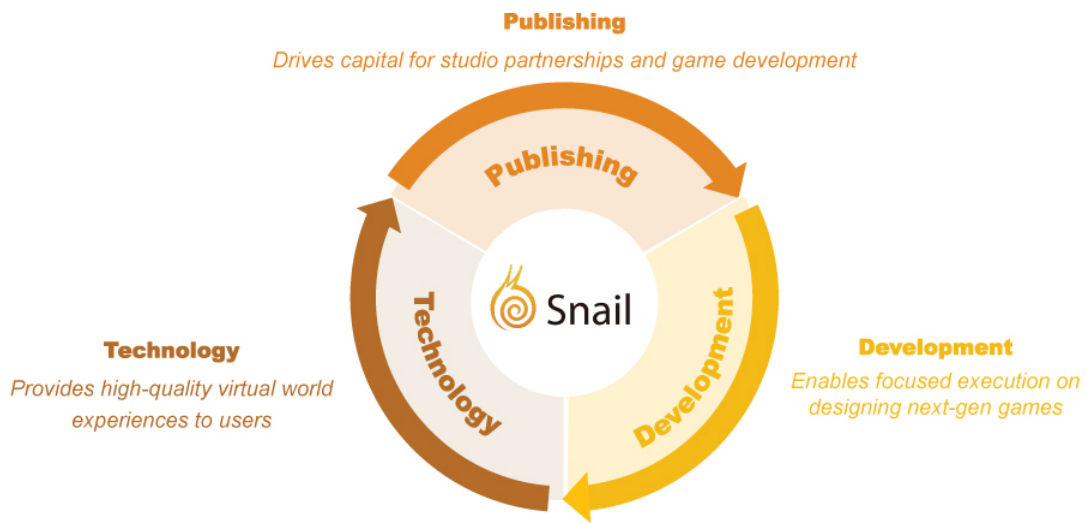 Publishing
Drives capital for studio partnerships and game development
Publishing
Technology
Snail
Development
Technology
Provides high-quality virtual world
experiences to users
Development
Enables focused execution on
designing next-gen games